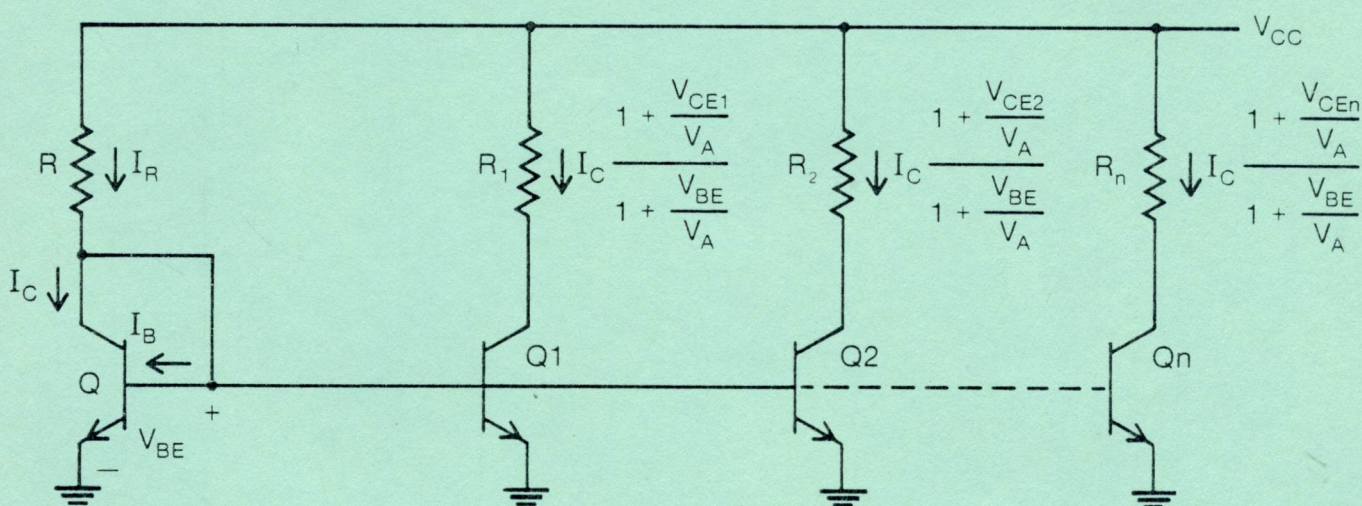 V_CC
R
I_R
R_1
I_C
1 + V_CE1/V_A
1 + V_BE/V_A
R_2
I_C
1 + V_CE2/V_A
1 + V_BE/V_A
R_n
I_C
1 + V_CEn/V_A
1 + V_BE/V_A
I_C
I_B
Q
+
V_BE
−
Q1
Q2
Qn